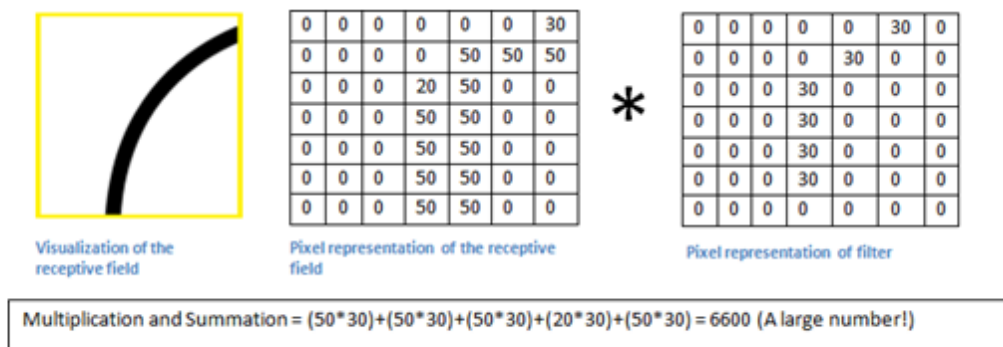 0 0 0 0 0 0 30
0 0 0 0 50 50 50
0 0 0 20 50 0 0
0 0 0 50 50 0 0
0 0 0 50 50 0 0
0 0 0 50 50 0 0
0 0 0 50 50 0 0
*
0 0 0 0 0 30 0
0 0 0 0 30 0 0
0 0 0 30 0 0 0
0 0 0 30 0 0 0
0 0 0 30 0 0 0
0 0 0 30 0 0 0
0 0 0 0 0 0 0
Visualization of the
receptive field
Pixel representation of the receptive
field
Pixel representation of filter
Multiplication and Summation = (50*30)+(50*30)+(50*30)+(20*30)+(50*30) = 6600 (A large number!)